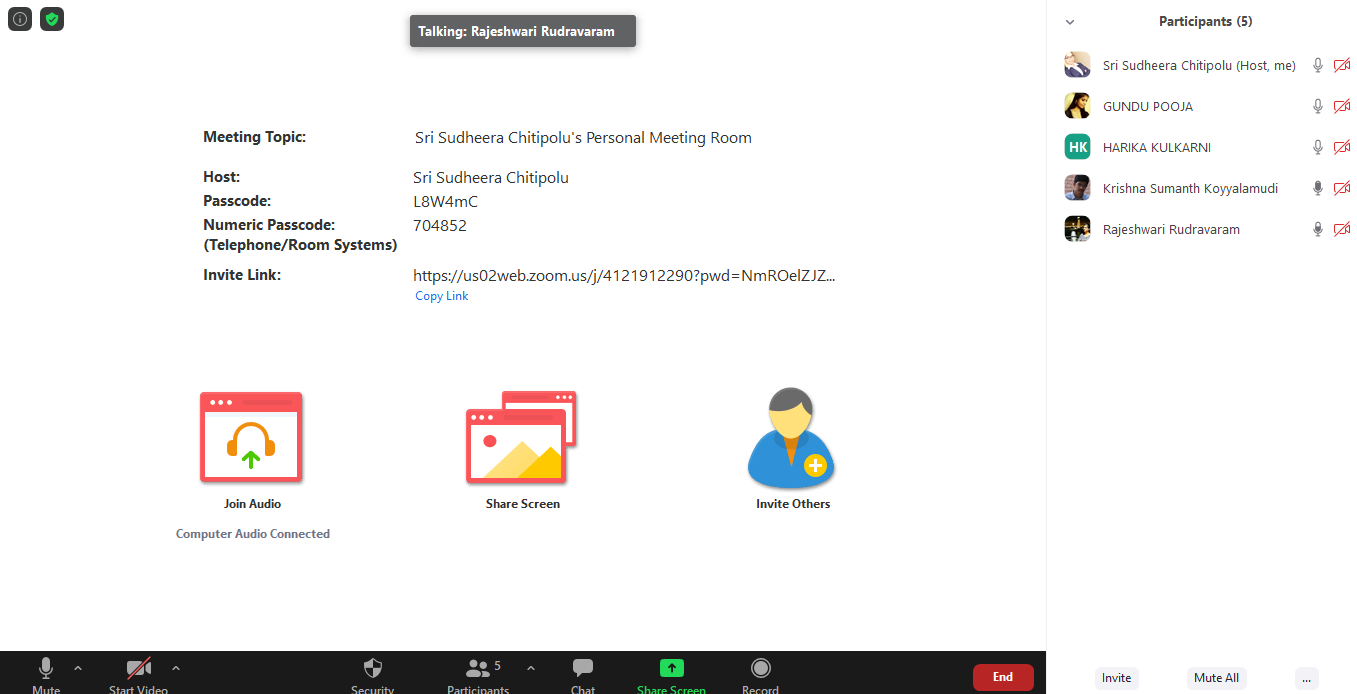 Talking: Rajeshwari Rudravaram
Meeting Topic: Sri Sudheera Chitipolu's Personal Meeting Room
Host: Sri Sudheera Chitipolu
Passcode: L8W4mC
Numeric Passcode: 704852
(Telephone/Room Systems)
Invite Link: https://us02web.zoom.us/j/4121912290?pwd=NmROelZJZ...
Copy Link
Join Audio
Share Screen
Invite Others
Computer Audio Connected
Mute
Start Video
Security
5
Participants
Chat
Share Screen
Record
End
Participants (5)
Sri Sudheera Chitipolu (Host, me)
GUNDU POOJA
HK HARIKA KULKARNI
Krishna Sumanth Koyyalamudi
Rajeshwari Rudravaram
Invite
Mute All
...